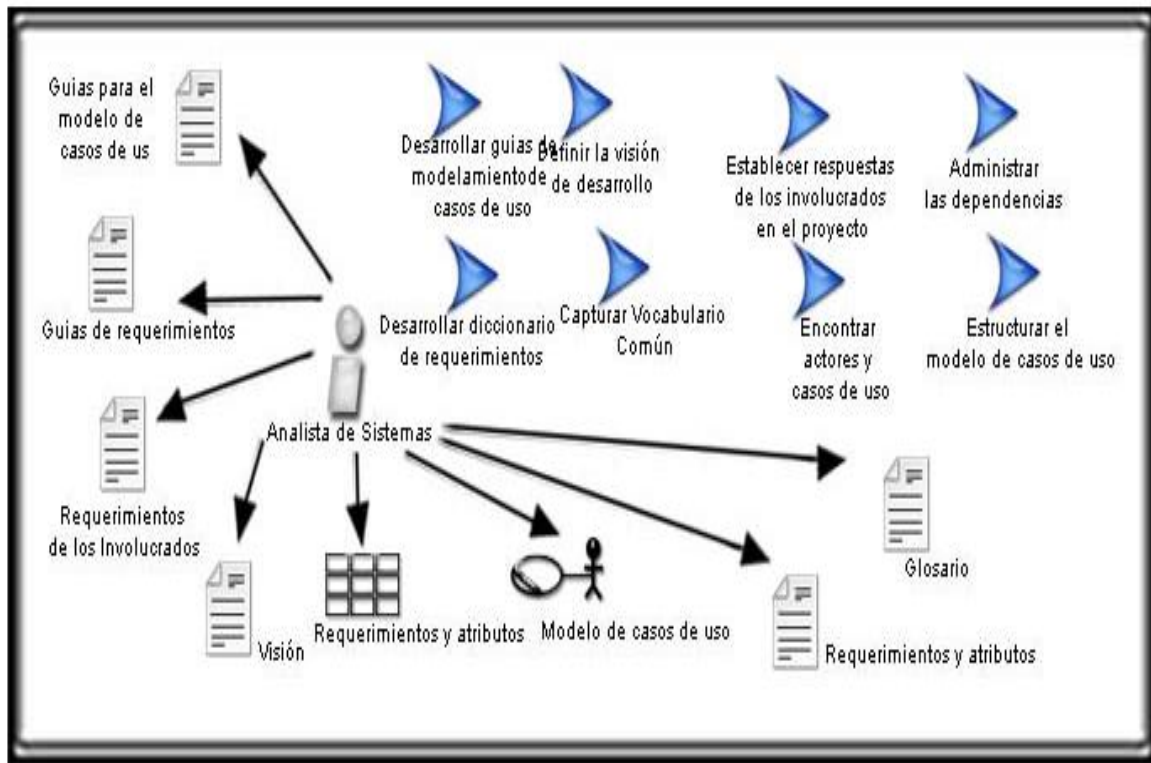 Guias para el
modelo de
casos de us
Desarrollar guias de
modelamiento de
casos de uso
Definir la visión
de desarrollo
Establecer respuestas
de los involucrados
en el proyecto
Administrar
las dependencias
Guias de requerimientos
Desarrollar diccionario
de requerimientos
Capturar Vocabulario
Común
Encontrar
actores y
casos de uso
Estructurar el
modelo de casos de uso
Analista de Sistemas
Requerimientos
de los Involucrados
Visión
Requerimientos y atributos
Modelo de casos de uso
Requerimientos y atributos
Glosario